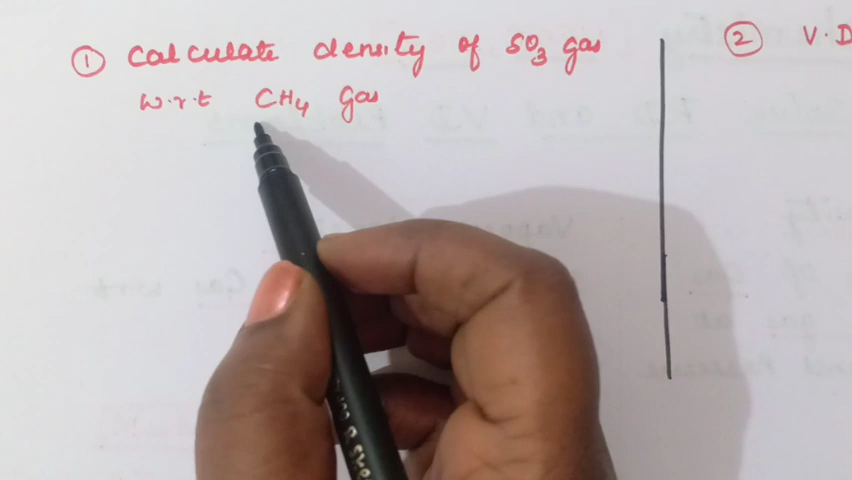 ① Calculate density of SO₃ gas
w.r.t CH₄ Gas
② V.D